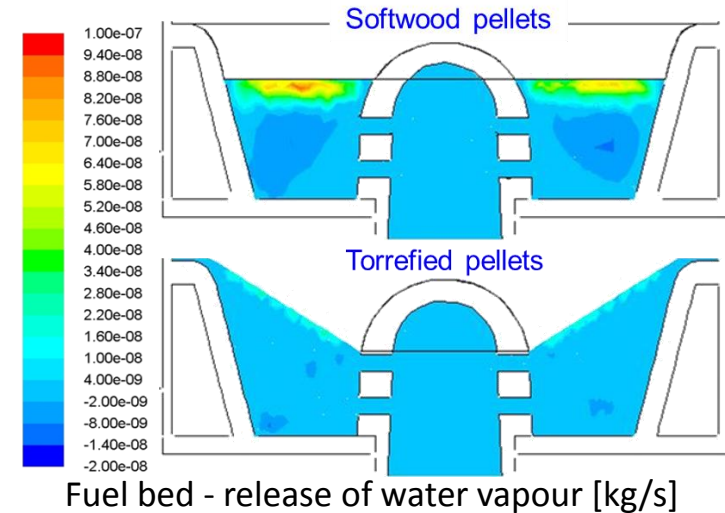 Softwood pellets
1.00e-07
9.40e-08
8.80e-08
8.20e-08
7.60e-08
7.00e-08
6.40e-08
5.80e-08
5.20e-08
4.60e-08
4.00e-08
3.40e-08
2.80e-08
2.20e-08
1.60e-08
1.00e-08
4.00e-09
-2.00e-09
-8.00e-09
-1.40e-08
-2.00e-08
Torrefied pellets
Fuel bed - release of water vapour [kg/s]